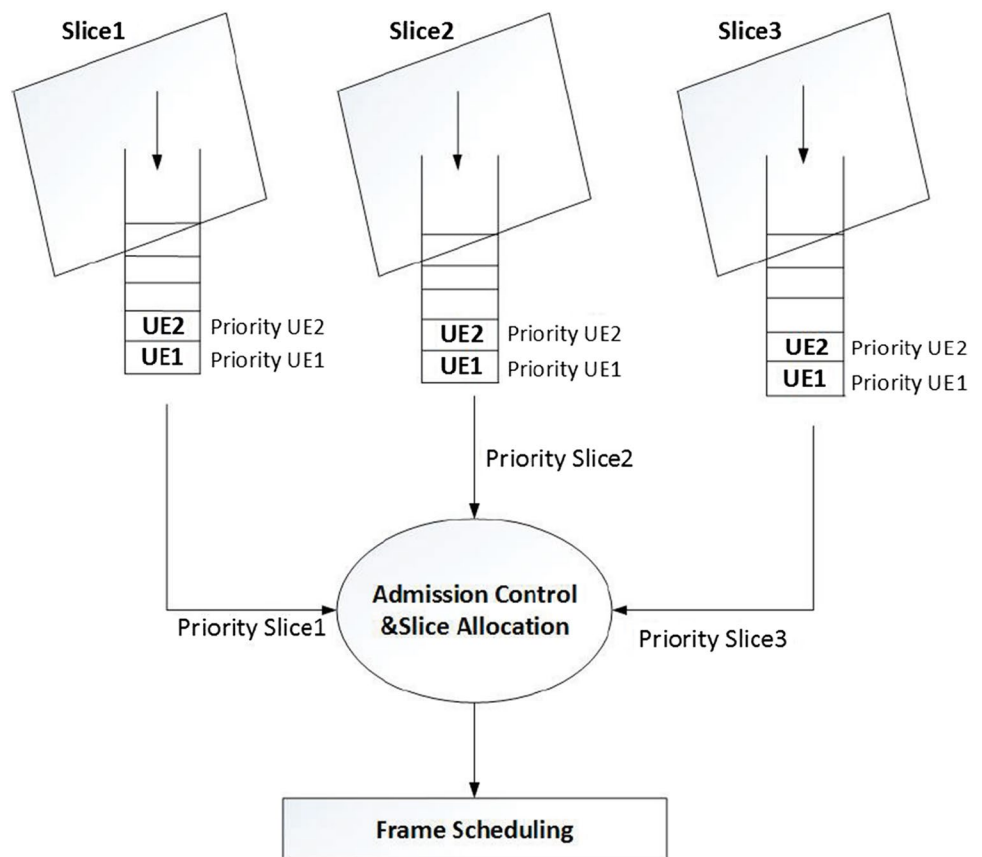 Slice1
Slice2
Slice3
UE2 Priority UE2
UE1 Priority UE1
UE2 Priority UE2
UE1 Priority UE1
UE2 Priority UE2
UE1 Priority UE1
Priority Slice2
Admission Control
&Slice Allocation
Priority Slice1
Priority Slice3
Frame Scheduling